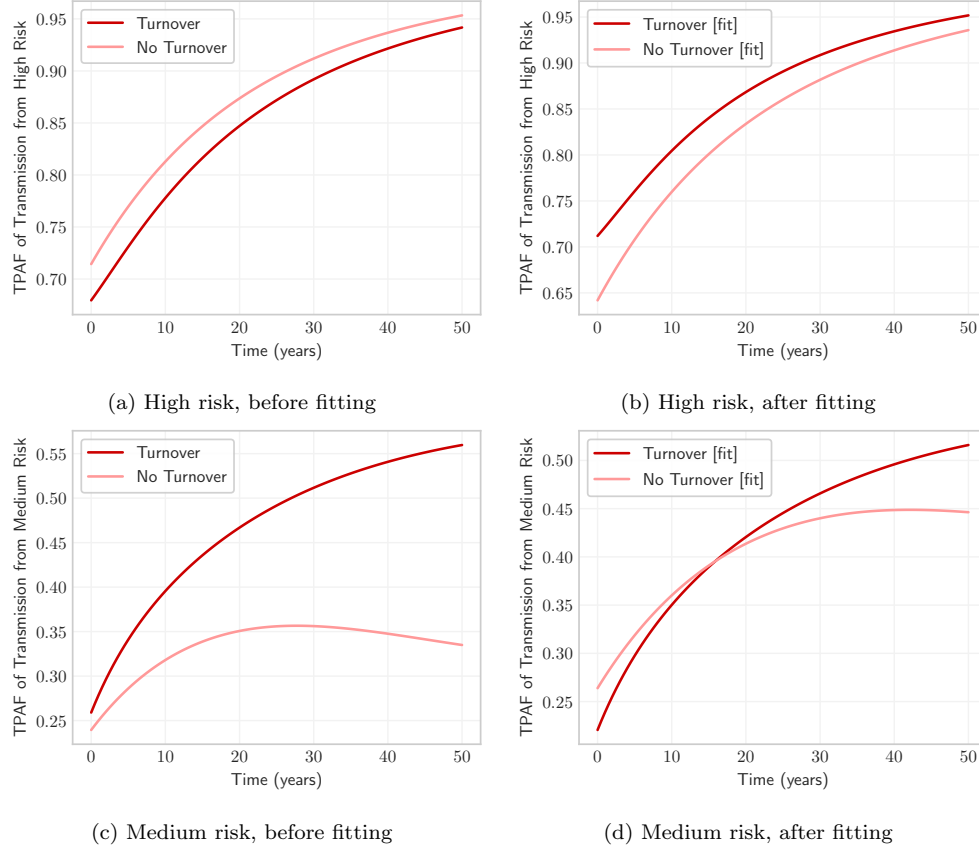 TPAF of Transmission from High Risk
0.95
0.90
0.85
0.80
0.75
0.70
Turnover
No Turnover
0 10 20 30 40 50
Time (years)
(a) High risk, before fitting
TPAF of Transmission from High Risk
0.95
0.90
0.85
0.80
0.75
0.70
0.65
Turnover [fit]
No Turnover [fit]
0 10 20 30 40 50
Time (years)
(b) High risk, after fitting
TPAF of Transmission from Medium Risk
0.55
0.50
0.45
0.40
0.35
0.30
0.25
Turnover
No Turnover
0 10 20 30 40 50
Time (years)
(c) Medium risk, before fitting
TPAF of Transmission from Medium Risk
0.50
0.45
0.40
0.35
0.30
0.25
Turnover [fit]
No Turnover [fit]
0 10 20 30 40 50
Time (years)
(d) Medium risk, after fitting